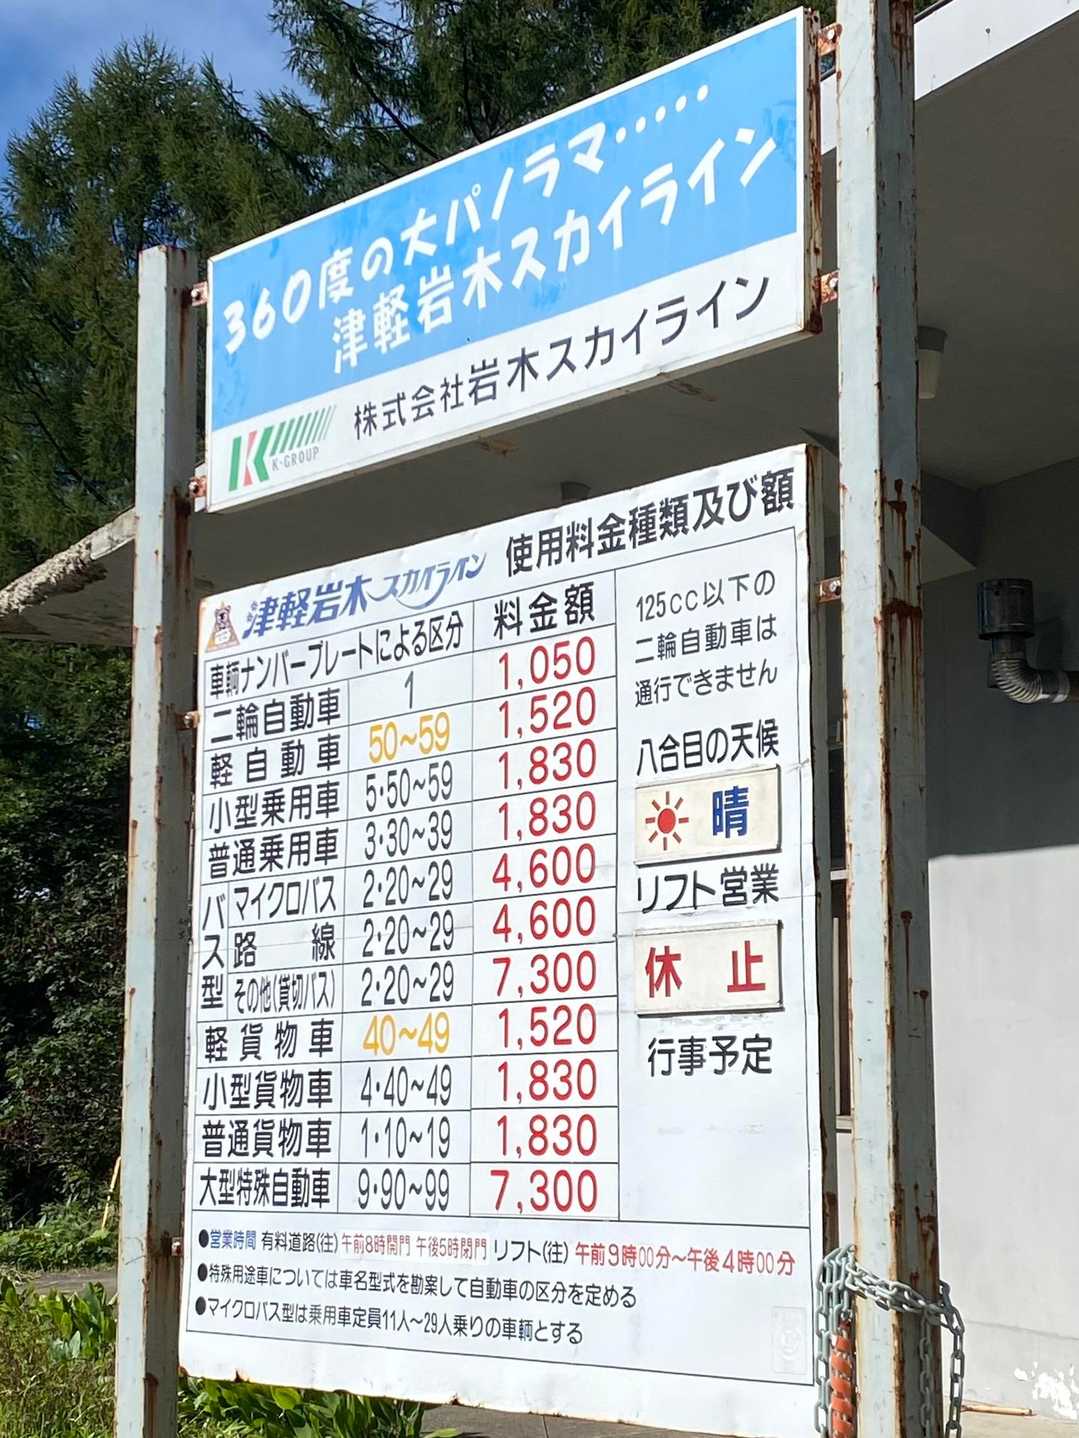 360度の大パノラマ‥‥‥
津軽岩木スカイライン
K-GROUP 株式会社岩木スカイライン
津軽岩木スカイライン 使用料金種類及び額
車輌ナンバープレートによる区分 料金額
二輪自動車 1 1,050
軽自動車 50~59 1,520
小型乗用車 5·50~59 1,830
普通乗用車 3·30~39 1,830
バス型 マイクロバス 2·20~29 4,600
路線 2·20~29 4,600
その他(貸切バス) 2·20~29 7,300
軽貨物車 40~49 1,520
小型貨物車 4·40~49 1,830
普通貨物車 1·10~19 1,830
大型特殊自動車 9·90~99 7,300
125cc以下の
二輪自動車は
通行できません
八合目の天候
晴
リフト営業
休止
行事予定
●営業時間 有料道路(注)午前8時開門 午後5時閉門 リフト(注)午前9時00分~午後4時00分
●特殊用途車については車名型式を勘案して自動車の区分を定める
●マイクロバス型は乗用車定員11人~29人乗りの車輌とする